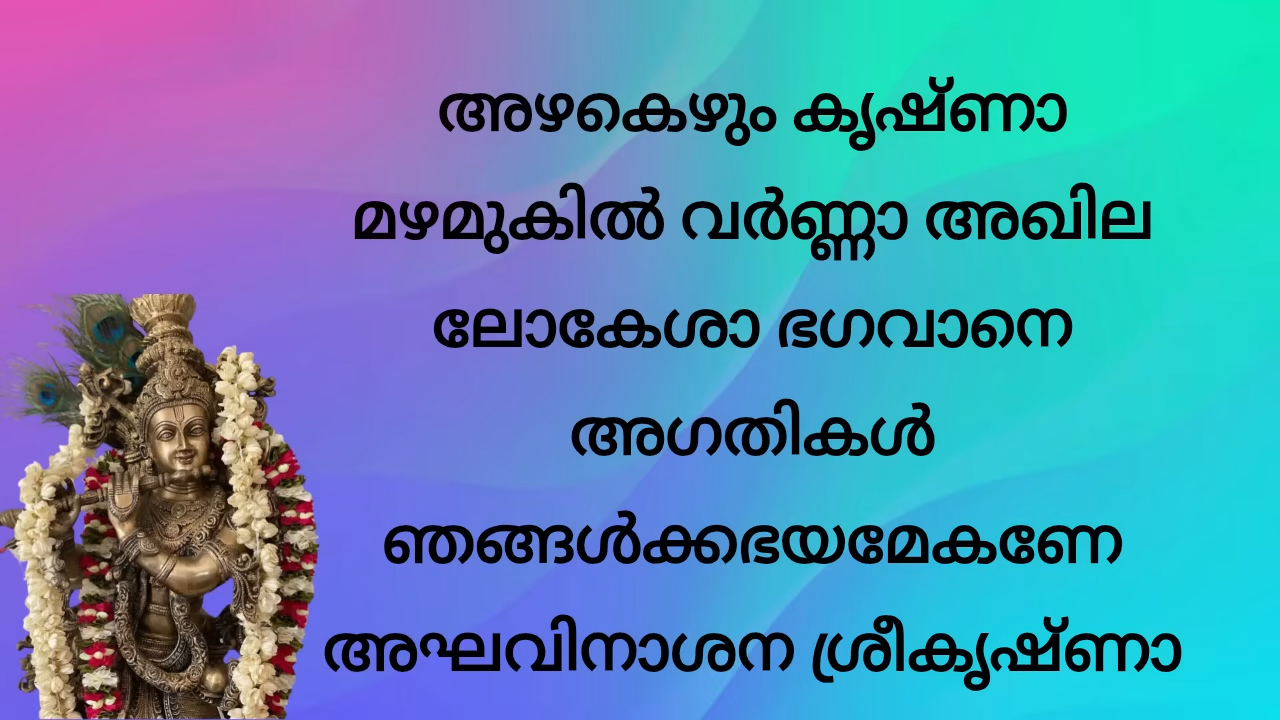 അഴകെഴും കൃഷ്ണാ
മഴമുകിൽ വർണ്ണാ അഖില
ലോകേശാ ഭഗവാനെ
അഗതികൾ
ഞങ്ങൾക്കഭയമേകണേ
അഘവിനാശന ശ്രീകൃഷ്ണാ